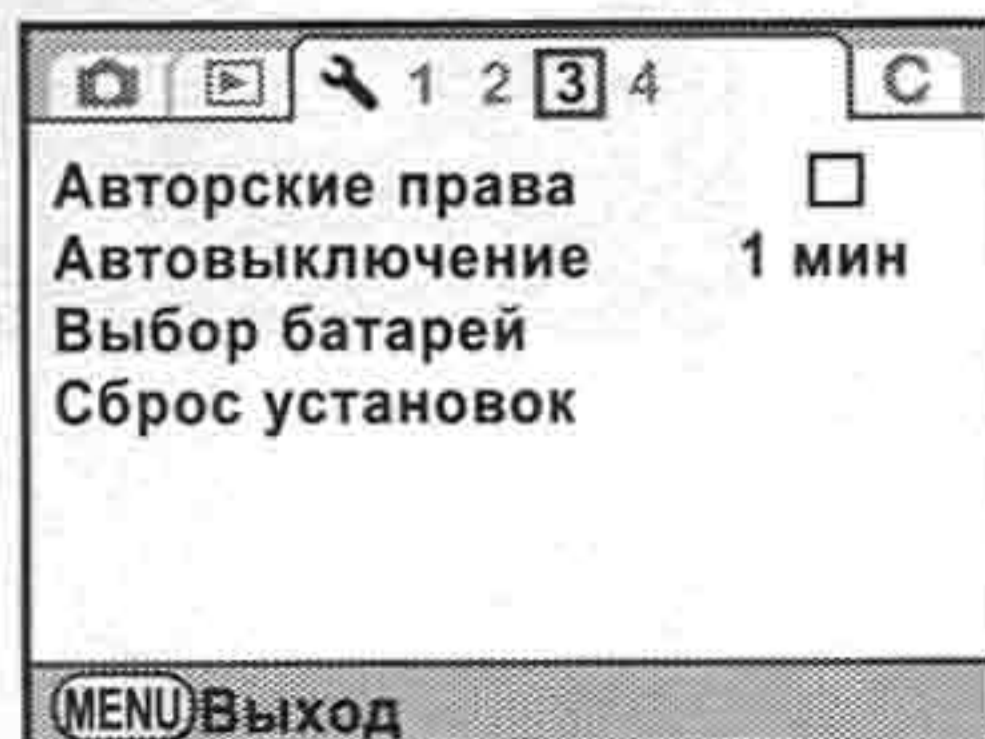 1 2 3 4 C
Авторские права
Автовыключение 1 мин
Выбор батарей
Сброс установок
MENU Выход